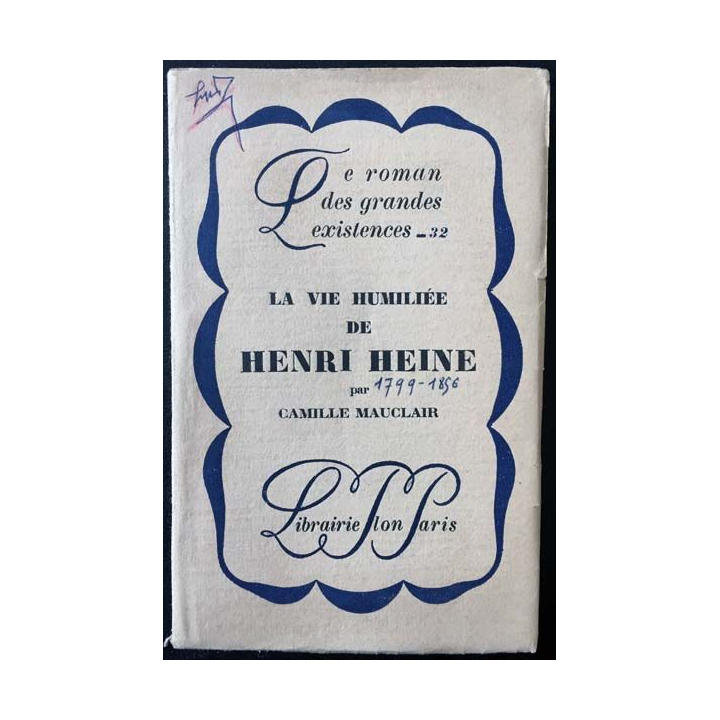 Le roman
des grandes
existences - 32
LA VIE HUMILIÉE
DE
HENRI HEINE
par 1799-1856
CAMILLE MAUCLAIR
Librairie Plon Paris